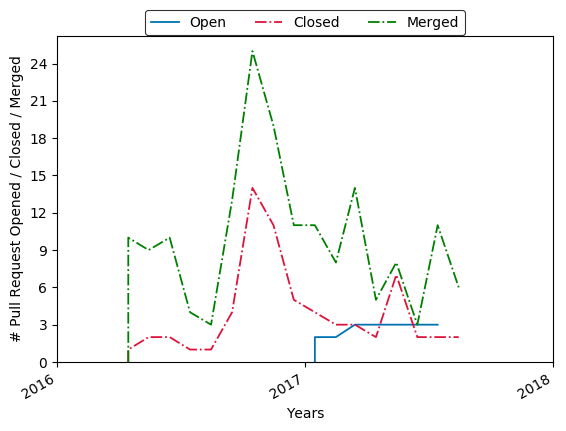 Open Closed Merged
# Pull Request Opened / Closed / Merged
24
21
18
15
12
9
6
3
0
2016 2017 2018
Years